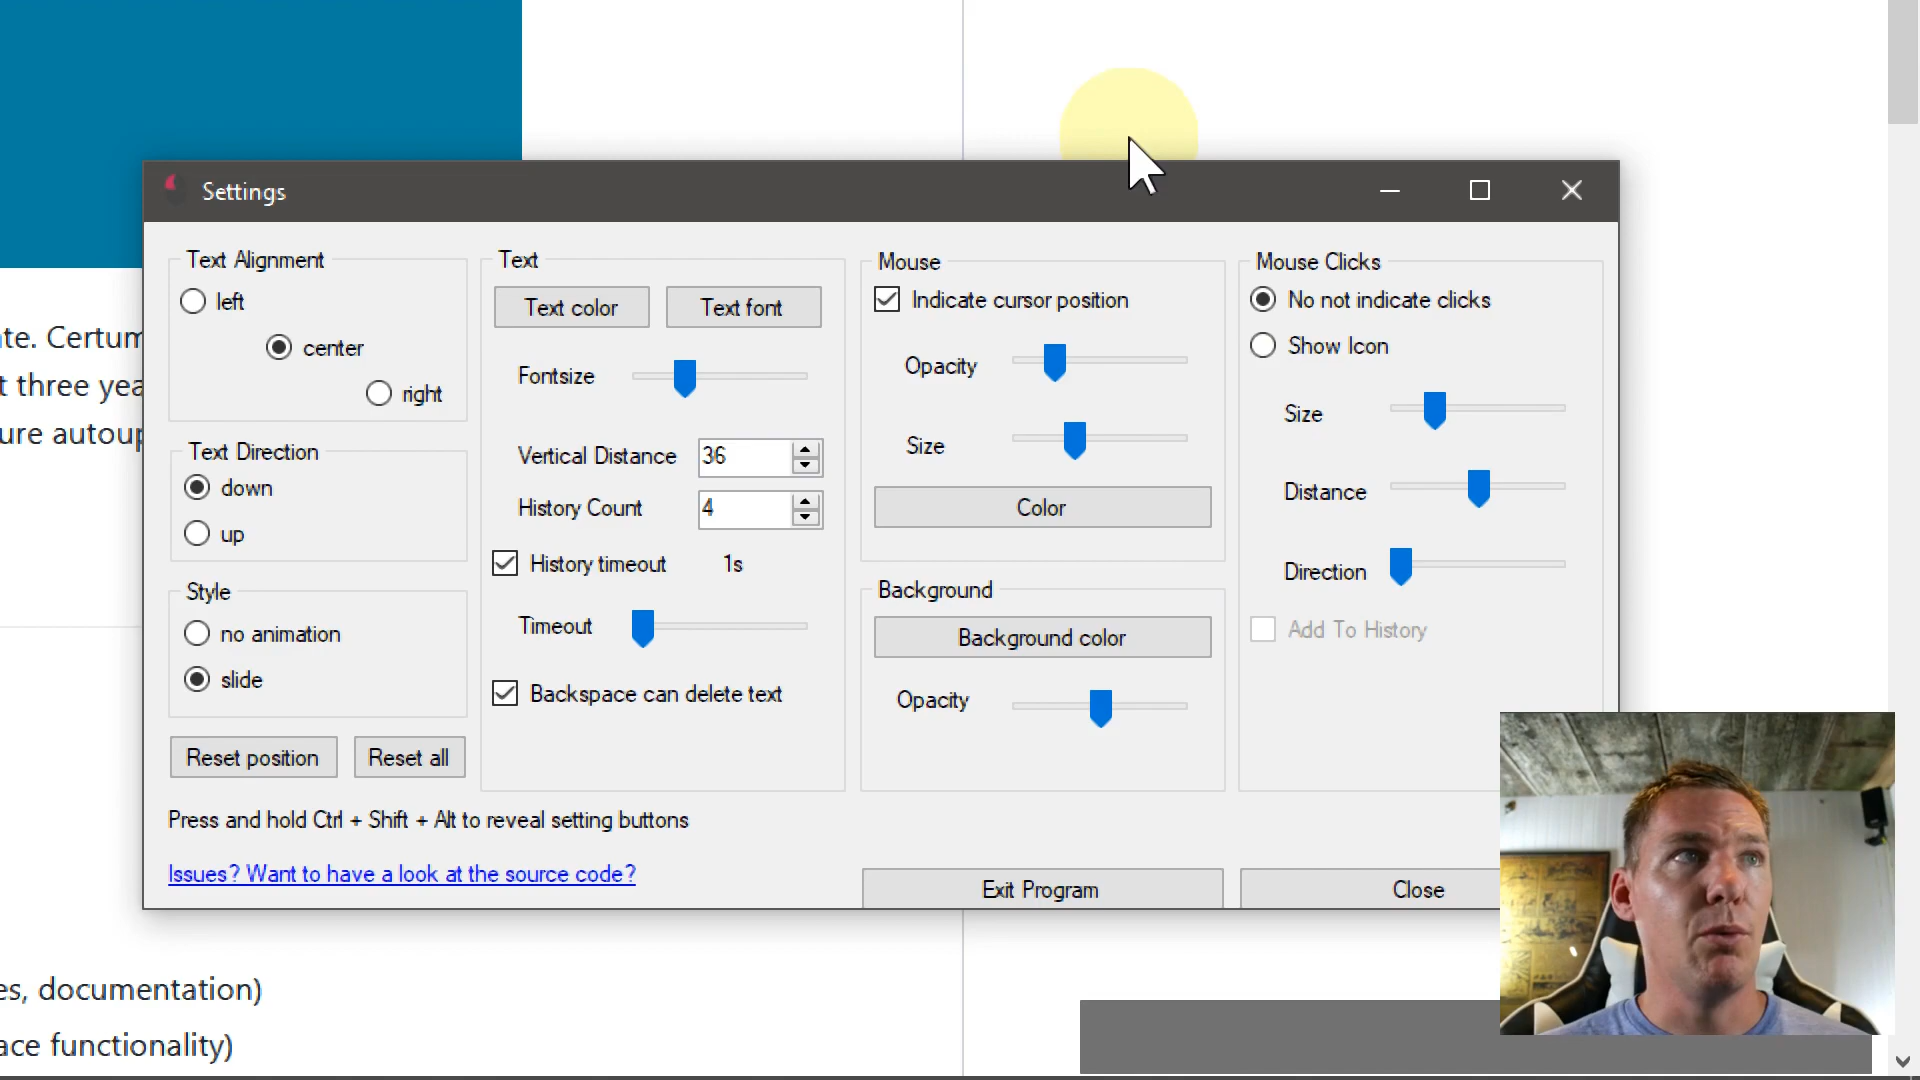 Settings
Text Alignment
left
center
right
Text Direction
down
up
Style
no animation
slide
Reset position
Reset all
Press and hold Ctrl + Shift + Alt to reveal setting buttons
Issues? Want to have a look at the source code?
Text
Text color
Text font
Fontsize
Vertical Distance 36
History Count 4
History timeout 1s
Timeout
Backspace can delete text
Mouse
Indicate cursor position
Opacity
Size
Color
Background
Background color
Opacity
Exit Program
Mouse Clicks
No not indicate clicks
Show Icon
Size
Distance
Direction
Add To History
Close
te. Certum
t three yea
ure autoup
es, documentation)
ace functionality)